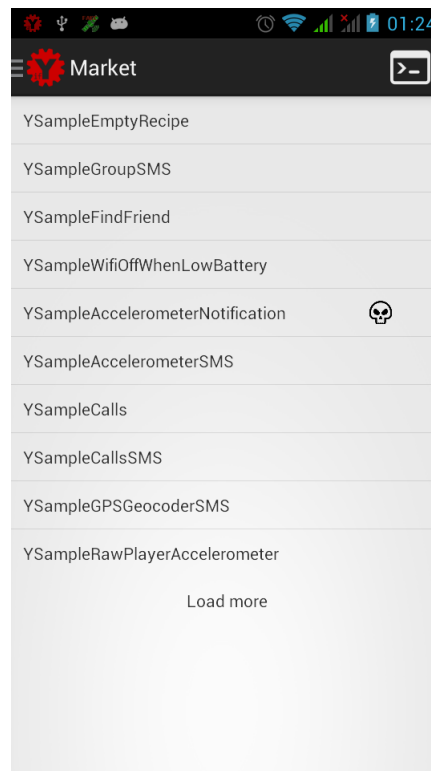 01:24
Market
YSampleEmptyRecipe
YSampleGroupSMS
YSampleFindFriend
YSampleWifiOffWhenLowBattery
YSampleAccelerometerNotification
YSampleAccelerometerSMS
YSampleCalls
YSampleCallsSMS
YSampleGPSGeocoderSMS
YSampleRawPlayerAccelerometer
Load more